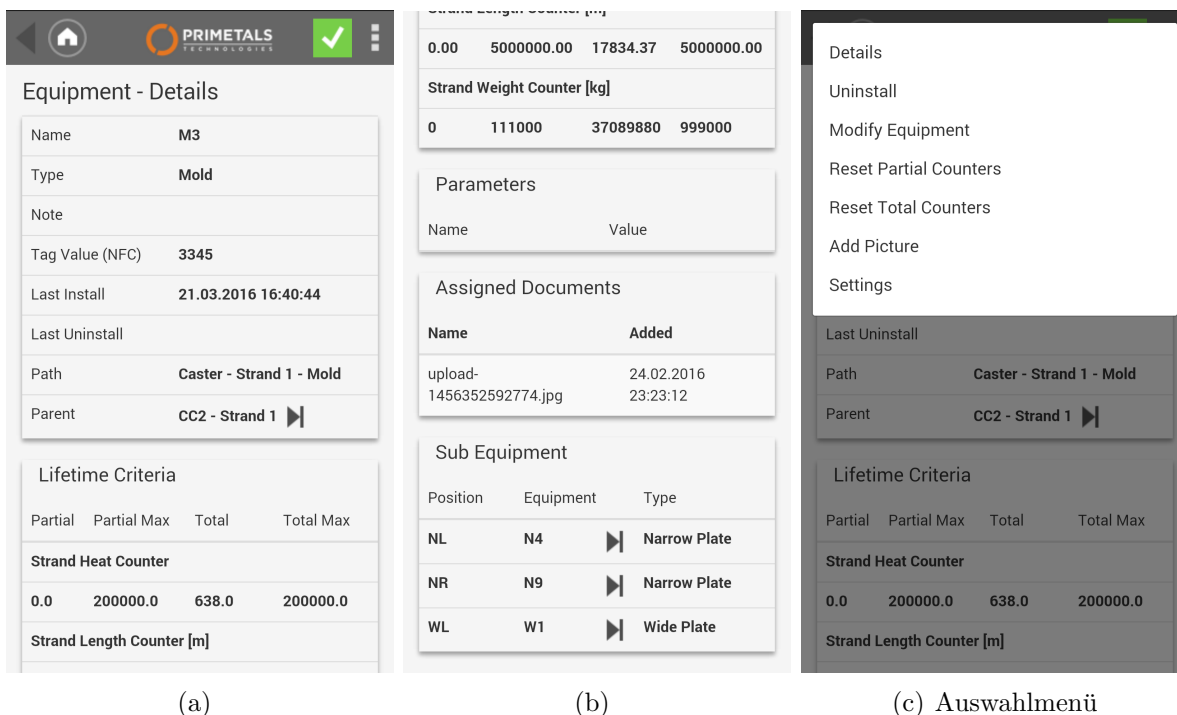 PRIMETALS
TECHNOLOGIES
Equipment - Details
Name M3
Type Mold
Note
Tag Value (NFC) 3345
Last Install 21.03.2016 16:40:44
Last Uninstall
Path Caster - Strand 1 - Mold
Parent CC2 - Strand 1
Lifetime Criteria
Partial Partial Max Total Total Max
Strand Heat Counter
0.0 200000.0 638.0 200000.0
Strand Length Counter [m]
(a)
Strand Length Counter [m]
0.00 5000000.00 17834.37 5000000.00
Strand Weight Counter [kg]
0 111000 37089880 999000
Parameters
Name Value
Assigned Documents
Name Added
upload- 24.02.2016
1456352592774.jpg 23:23:12
Sub Equipment
Position Equipment Type
NL N4 Narrow Plate
NR N9 Narrow Plate
WL W1 Wide Plate
(b)
Details
Uninstall
Modify Equipment
Reset Partial Counters
Reset Total Counters
Add Picture
Settings
Last Uninstall
Path Caster - Strand 1 - Mold
Parent CC2 - Strand 1
Lifetime Criteria
Partial Partial Max Total Total Max
Strand Heat Counter
0.0 200000.0 638.0 200000.0
Strand Length Counter [m]
(c) Auswahlmenü